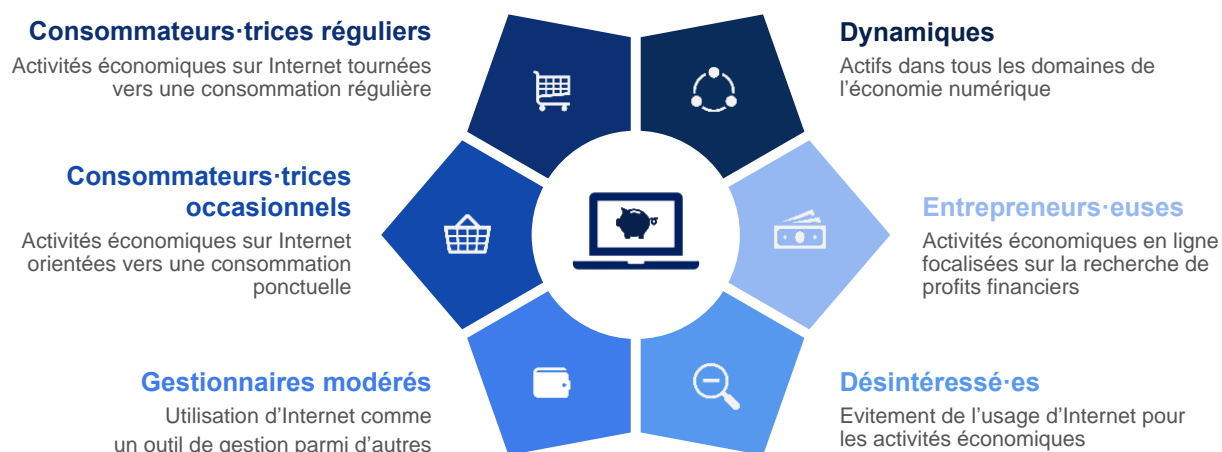 Consommateurs·trices réguliers
Activités économiques sur Internet tournées
vers une consommation régulière
Dynamiques
Actifs dans tous les domaines de
l’économie numérique
Consommateurs·trices
occasionnels
Activités économiques sur Internet
orientées vers une consommation
ponctuelle
Entrepreneurs·euses
Activités économiques en ligne
focalisées sur la recherche de
profits financiers
Gestionnaires modérés
Utilisation d’Internet comme
un outil de gestion parmi d’autres
Désintéressé·es
Evitement de l’usage d’Internet pour
les activités économiques